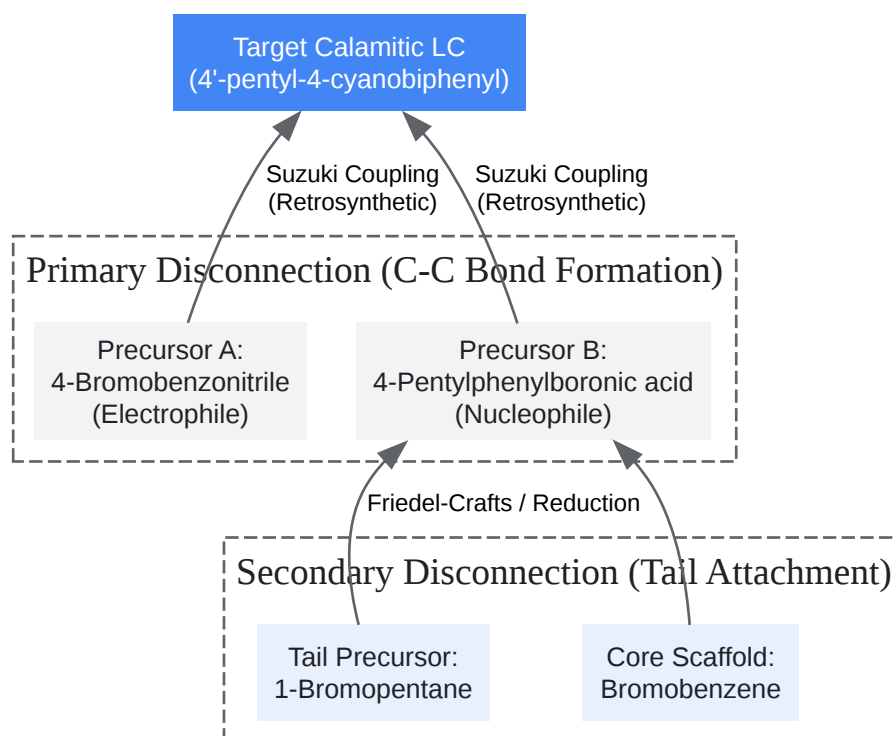 Target Calamitic LC
(4'-pentyl-4-cyanobiphenyl)
Suzuki Coupling
(Retrosynthetic)
Suzuki Coupling
(Retrosynthetic)
Primary Disconnection (C-C Bond Formation)
Precursor A:
4-Bromobenzonitrile
(Electrophile)
Precursor B:
4-Pentylphenylboronic acid
(Nucleophile)
Friedel-Crafts / Reduction
Secondary Disconnection (Tail Attachment)
Tail Precursor:
1-Bromopentane
Core Scaffold:
Bromobenzene